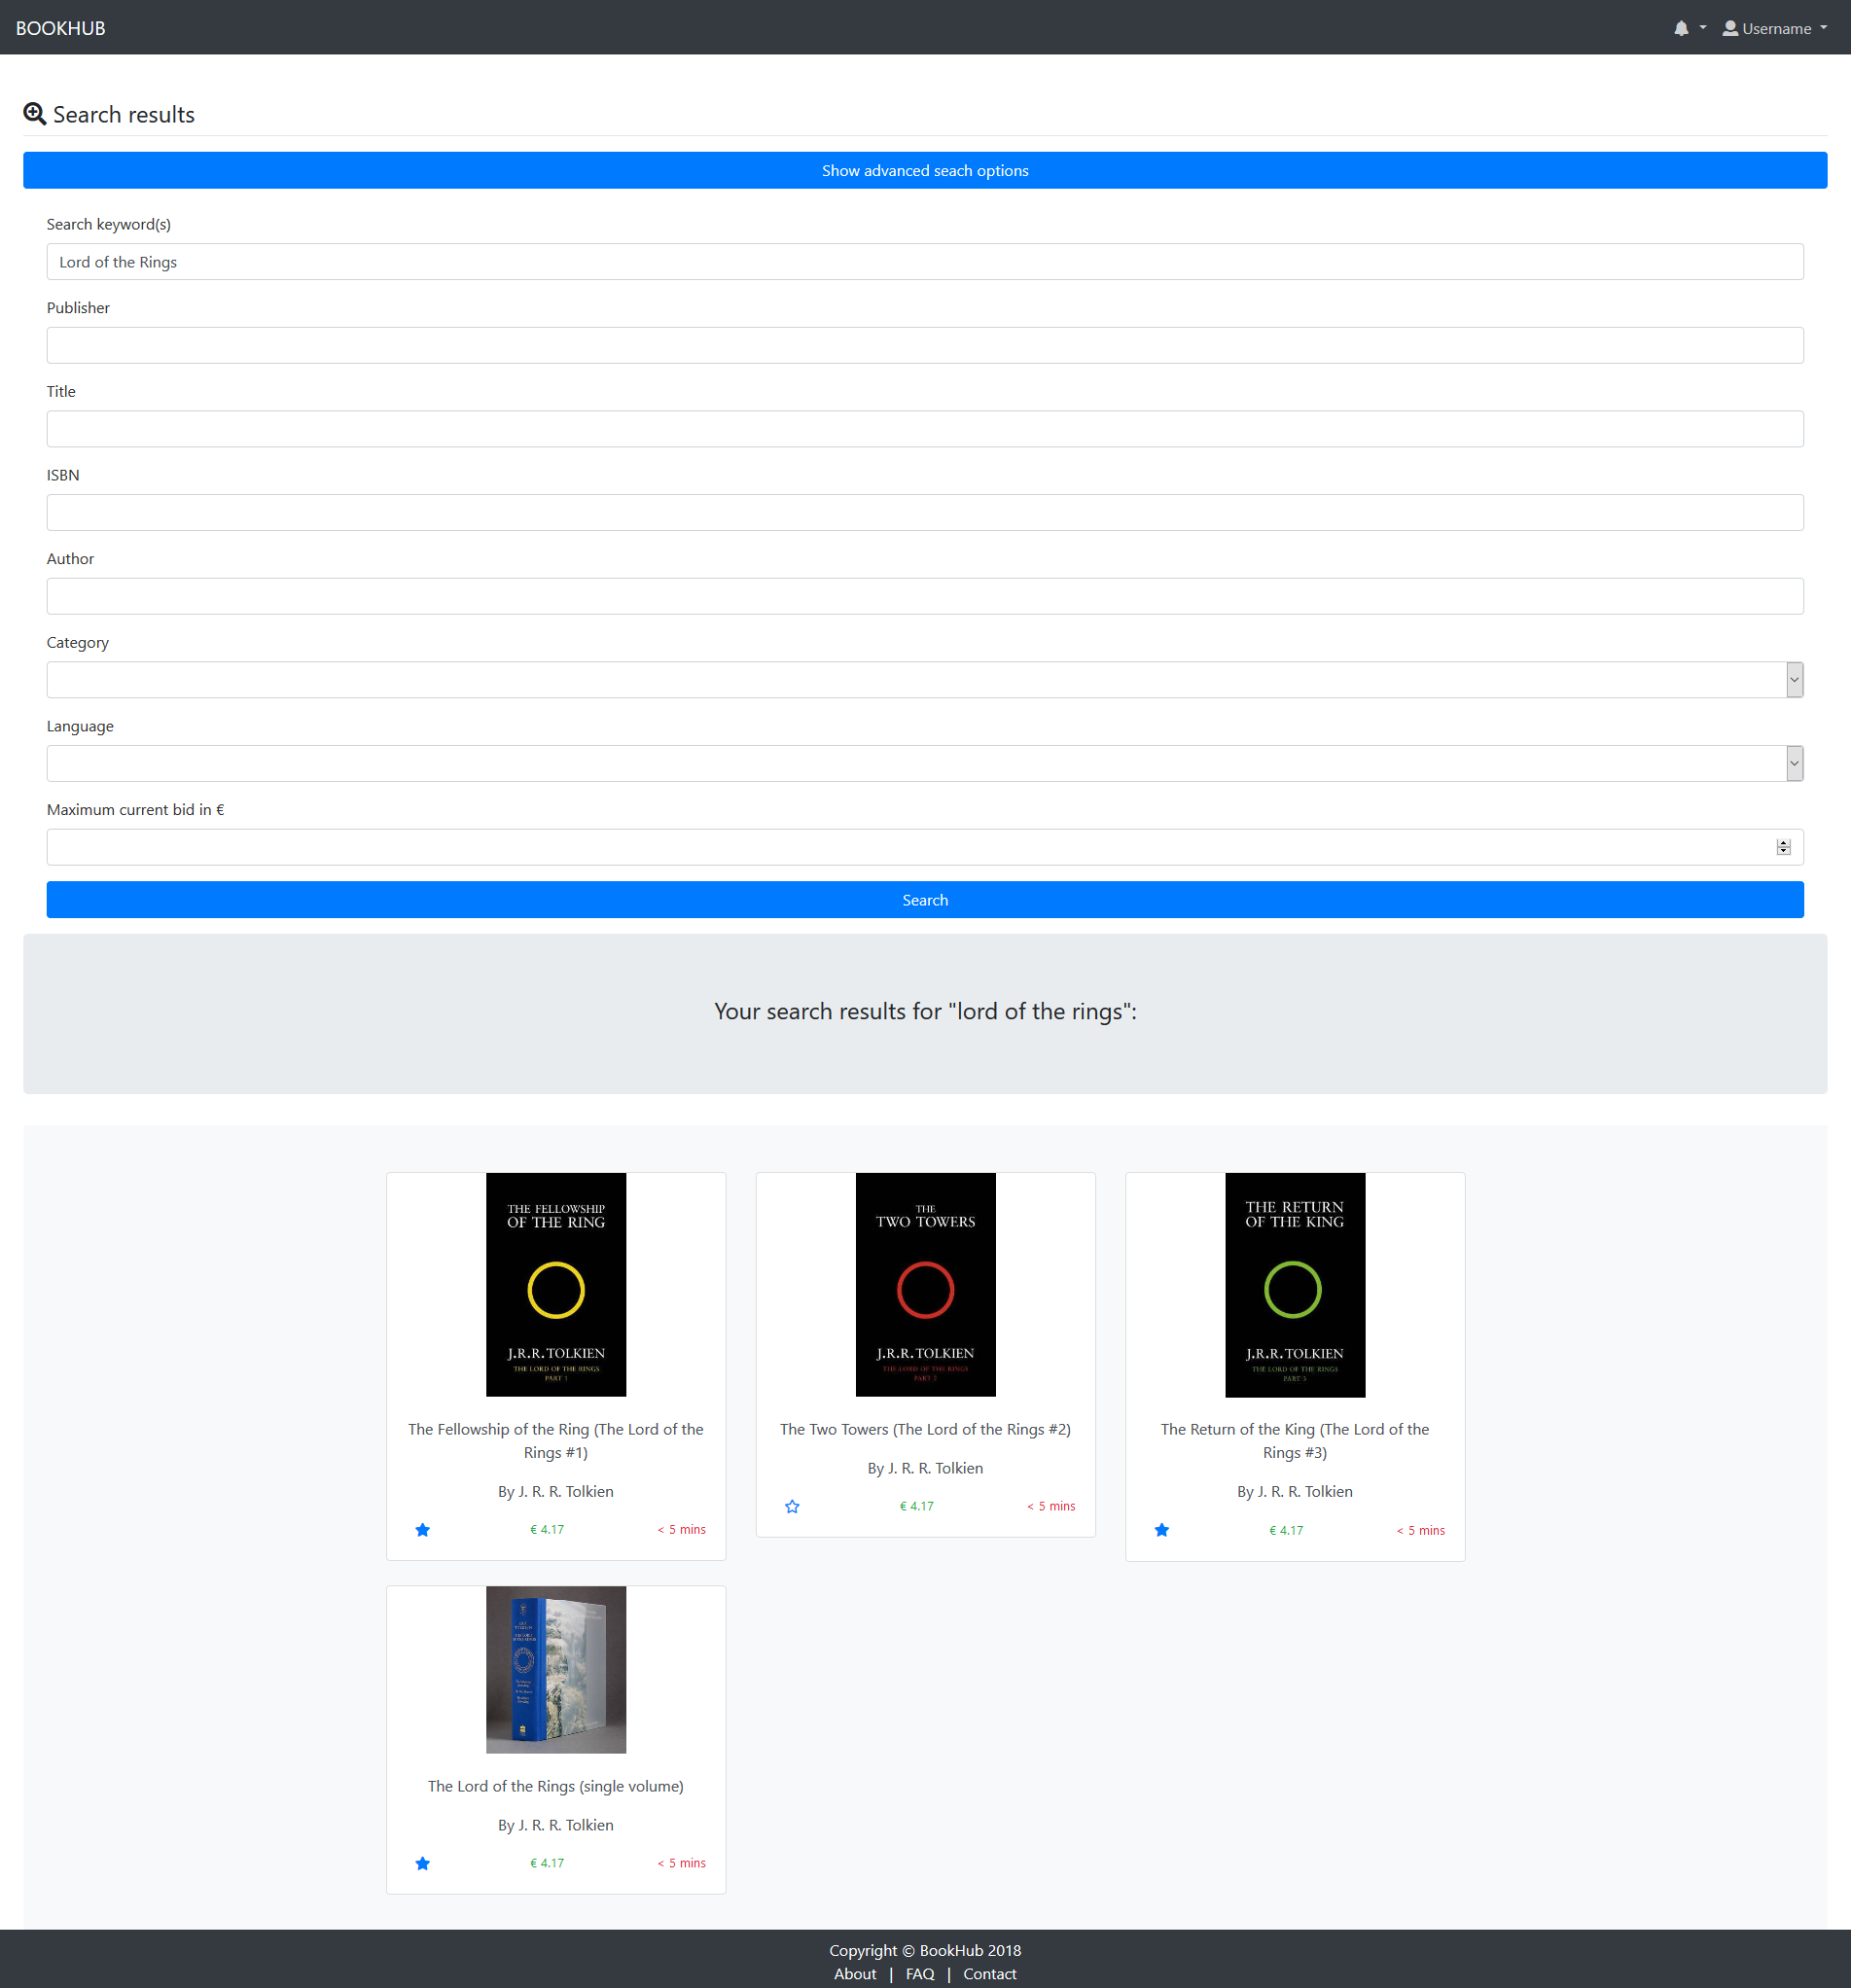 BOOKHUB
Username
Search results
Show advanced seach options
Search keyword(s)
Lord of the Rings
Publisher
Title
ISBN
Author
Category
Language
Maximum current bid in €
Search
Your search results for "lord of the rings":
THE FELLOWSHIP
OF THE RING
J.R.R. TOLKIEN
THE LORD OF THE RINGS
PART 1
The Fellowship of the Ring (The Lord of the
Rings #1)
By J. R. R. Tolkien
€ 4.17
< 5 mins
THE
TWO TOWERS
J.R.R. TOLKIEN
THE LORD OF THE RINGS
PART 2
The Two Towers (The Lord of the Rings #2)
By J. R. R. Tolkien
€ 4.17
< 5 mins
THE RETURN
OF THE KING
J.R.R. TOLKIEN
THE LORD OF THE RINGS
PART 3
The Return of the King (The Lord of the
Rings #3)
By J. R. R. Tolkien
€ 4.17
< 5 mins
The Lord of the Rings (single volume)
By J. R. R. Tolkien
€ 4.17
< 5 mins
Copyright © BookHub 2018
About | FAQ | Contact